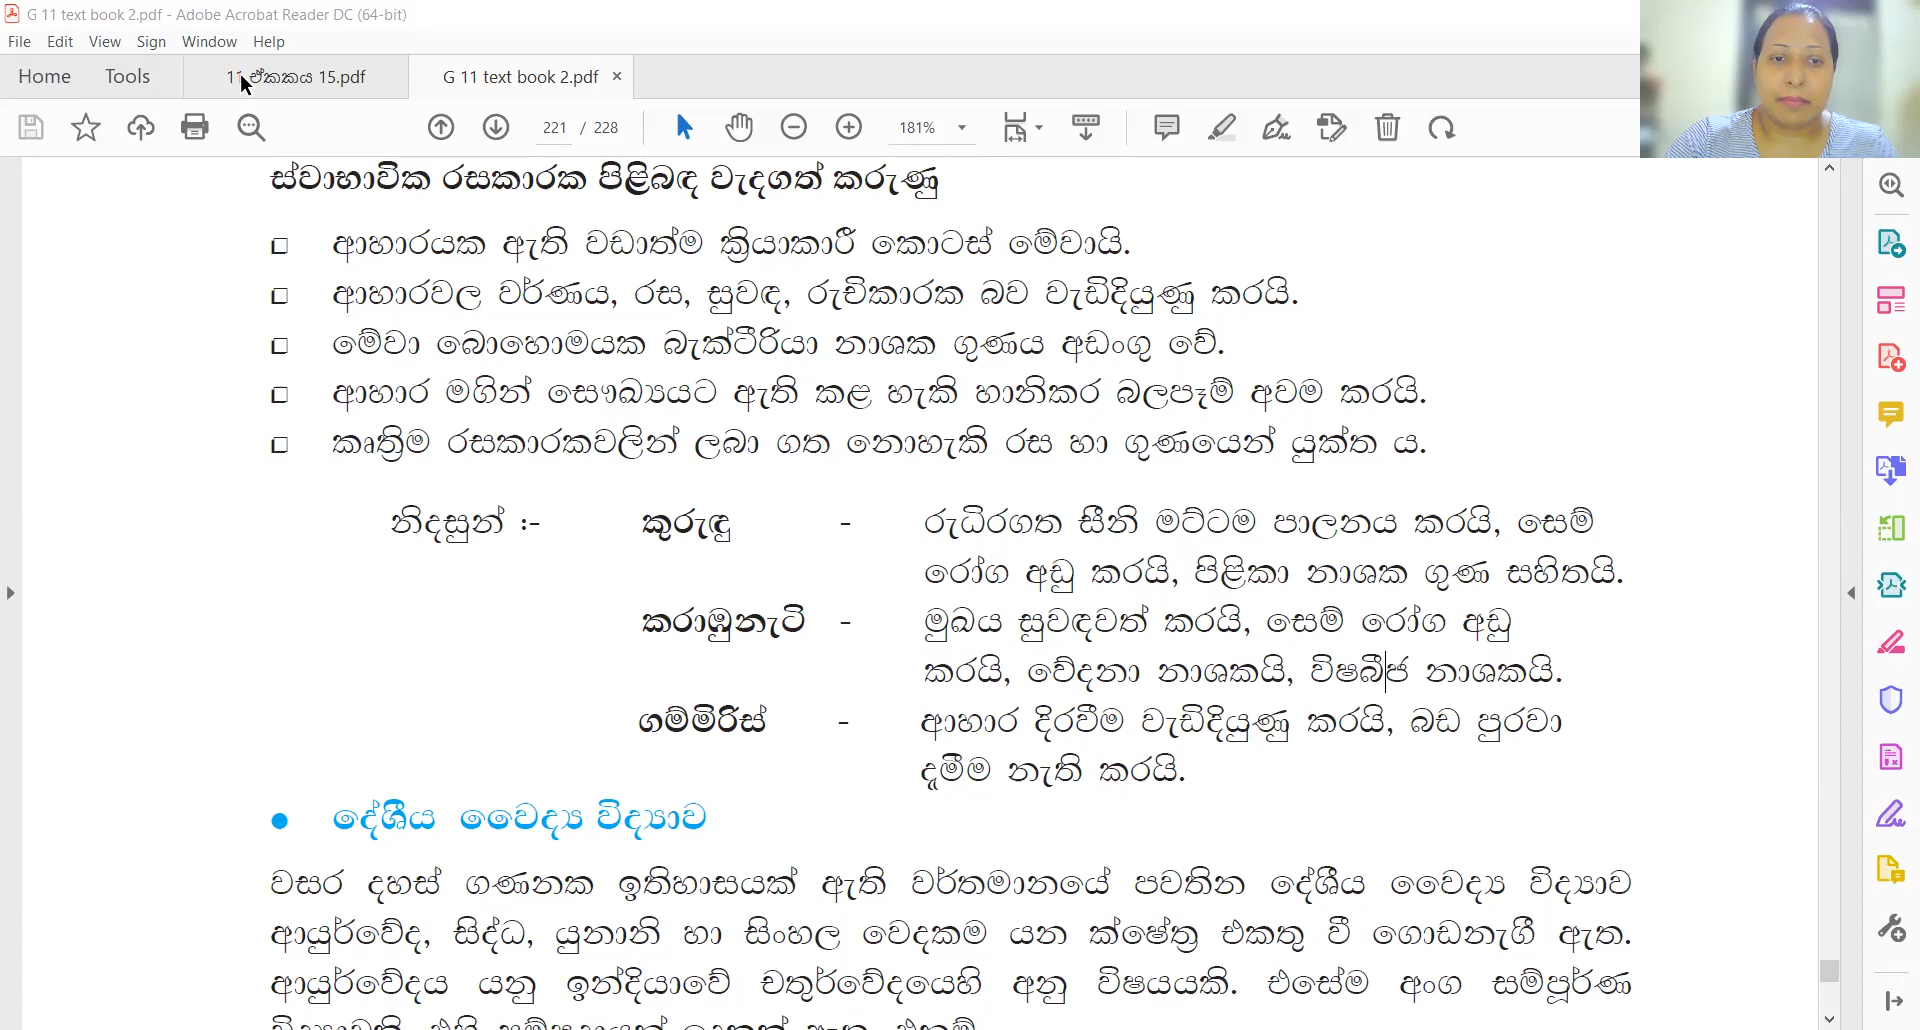 G 11 text book 2.pdf - Adobe Acrobat Reader DC (64-bit)
File Edit View Sign Window Help
Home Tools 11 ඒකකය 15.pdf G 11 text book 2.pdf ×
221 / 228 181%
ස්වාභාවික රසකාරක පිළිබඳ වැදගත් කරුණු
ආහාරයක ඇති වඩාත්ම ක්‍රියාකාරී කොටස් මේවායි.
ආහාරවල වර්ණය, රස, සුවඳ, රුචිකාරක බව වැඩිදියුණු කරයි.
මේවා බොහොමයක බැක්ටීරියා නාශක ගුණය අඩංගු වේ.
ආහාර මගින් සෞඛ්‍යයට ඇති කළ හැකි හානිකර බලපෑම් අවම කරයි.
කෘත්‍රිම රසකාරකවලින් ලබා ගත නොහැකි රස හා ගුණයෙන් යුක්ත ය.
නිදසුන් :- කුරුඳු - රුධිරගත සීනි මට්ටම පාලනය කරයි, සෙම්
රෝග අඩු කරයි, පිළිකා නාශක ගුණ සහිතයි.
කරාඹුනැටි - මුඛය සුවඳවත් කරයි, සෙම් රෝග අඩු
කරයි, වේදනා නාශකයි, විෂබීජ නාශකයි.
ගම්මිරිස් - ආහාර දිරවීම වැඩිදියුණු කරයි, බඩ පුරවා
දැමීම නැති කරයි.
● දේශීය වෛද්‍ය විද්‍යාව
වසර දහස් ගණනක ඉතිහාසයක් ඇති වර්තමානයේ පවතින දේශීය වෛද්‍ය විද්‍යාව
ආයුර්වේද, සිද්ධ, යුනානි හා සිංහල වෙදකම යන ක්ෂේත්‍ර එකතු වී ගොඩනැගී ඇත.
ආයුර්වේදය යනු ඉන්දියාවේ චතුර්වේදයෙහි අනු විෂයයකි. එසේම අංග සම්පූර්ණ